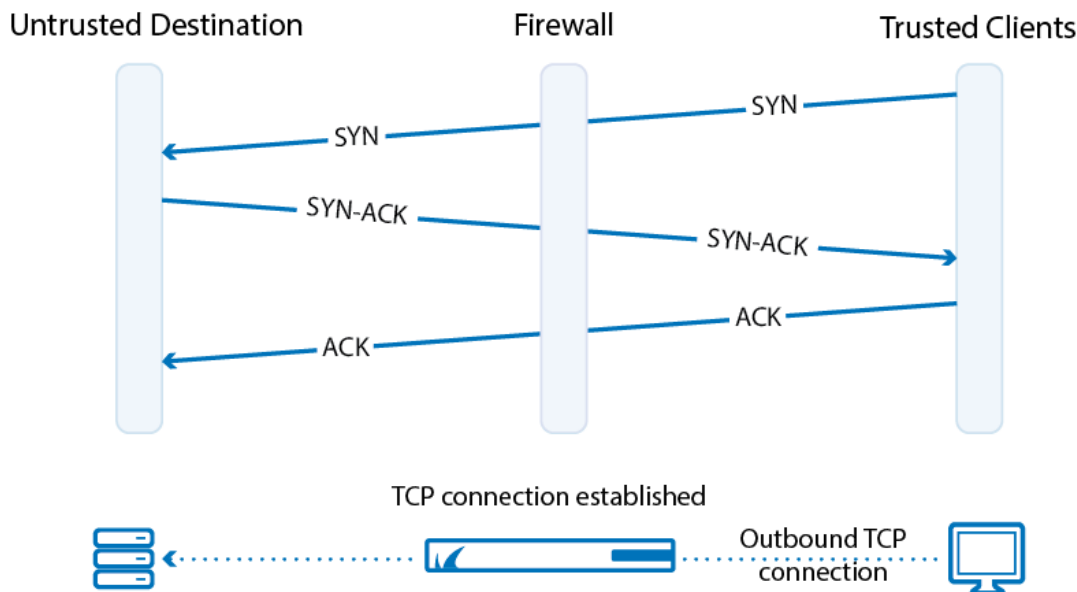 Untrusted Destination
Firewall
Trusted Clients
SYN
SYN
SYN-ACK
SYN-ACK
ACK
ACK
TCP connection established
Outbound TCP
connection